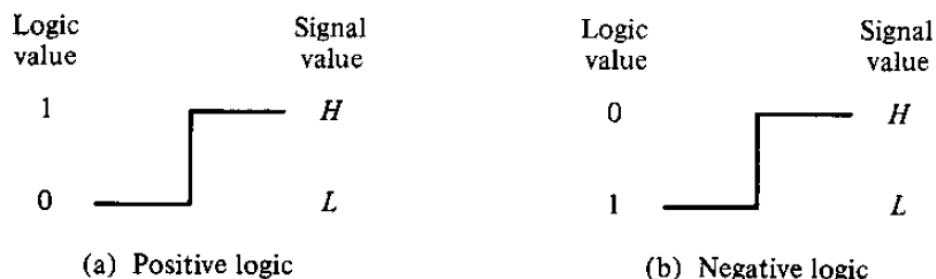 Logic value
Signal value
1
H
0
L
(a) Positive logic
Logic value
Signal value
0
H
1
L
(b) Negative logic